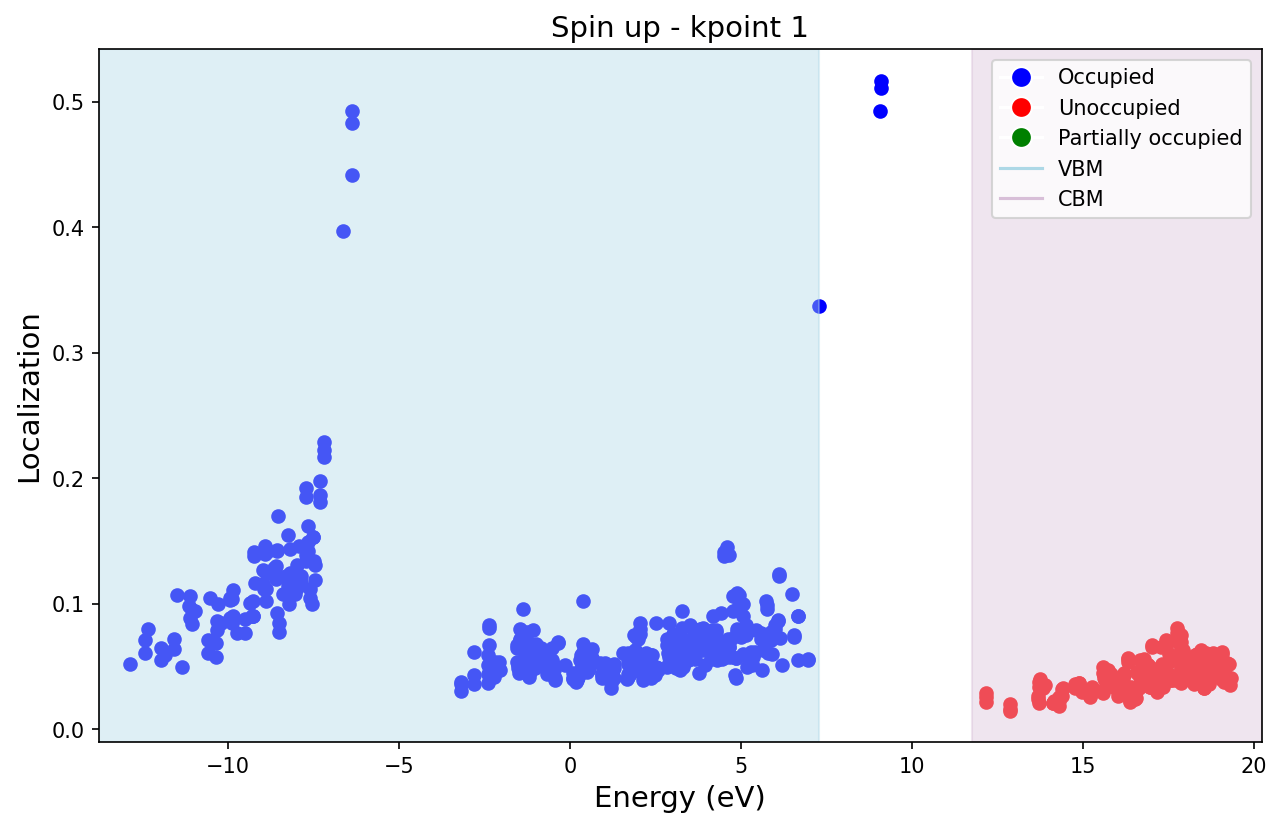 Spin up - kpoint 1
Localization
0.5
0.4
0.3
0.2
0.1
0.0
Occupied
Unoccupied
Partially occupied
VBM
CBM
−10
−5
0
5
10
15
20
Energy (eV)